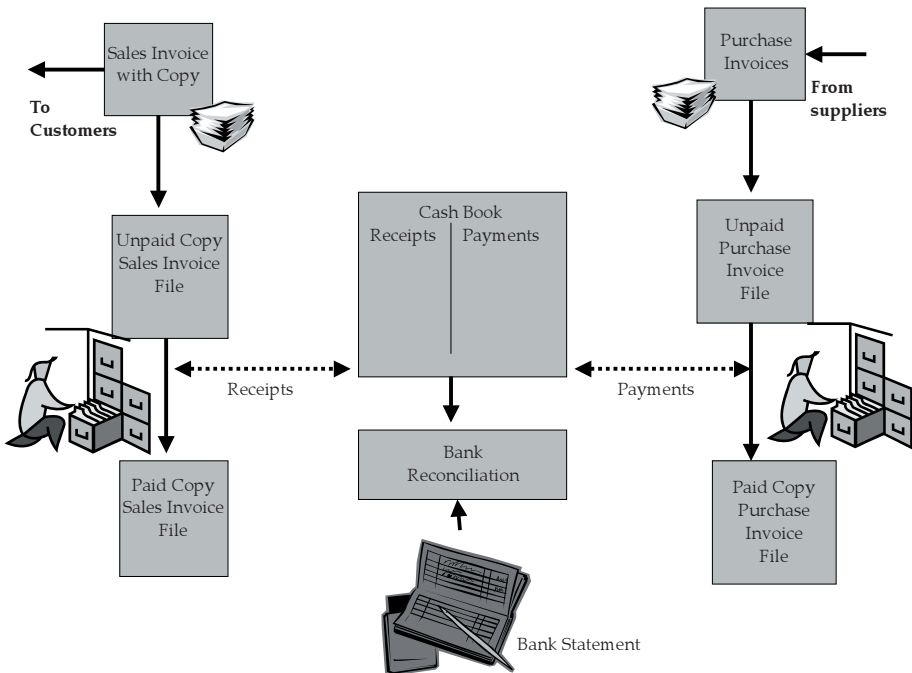 Sales Invoice
with Copy
To
Customers
Purchase
Invoices
From
suppliers
Unpaid Copy
Sales Invoice
File
Cash Book
Receipts
Payments
Unpaid
Purchase
Invoice
File
Receipts
Payments
Bank
Reconciliation
Paid Copy
Sales Invoice
File
Paid Copy
Purchase
Invoice
File
Bank Statement